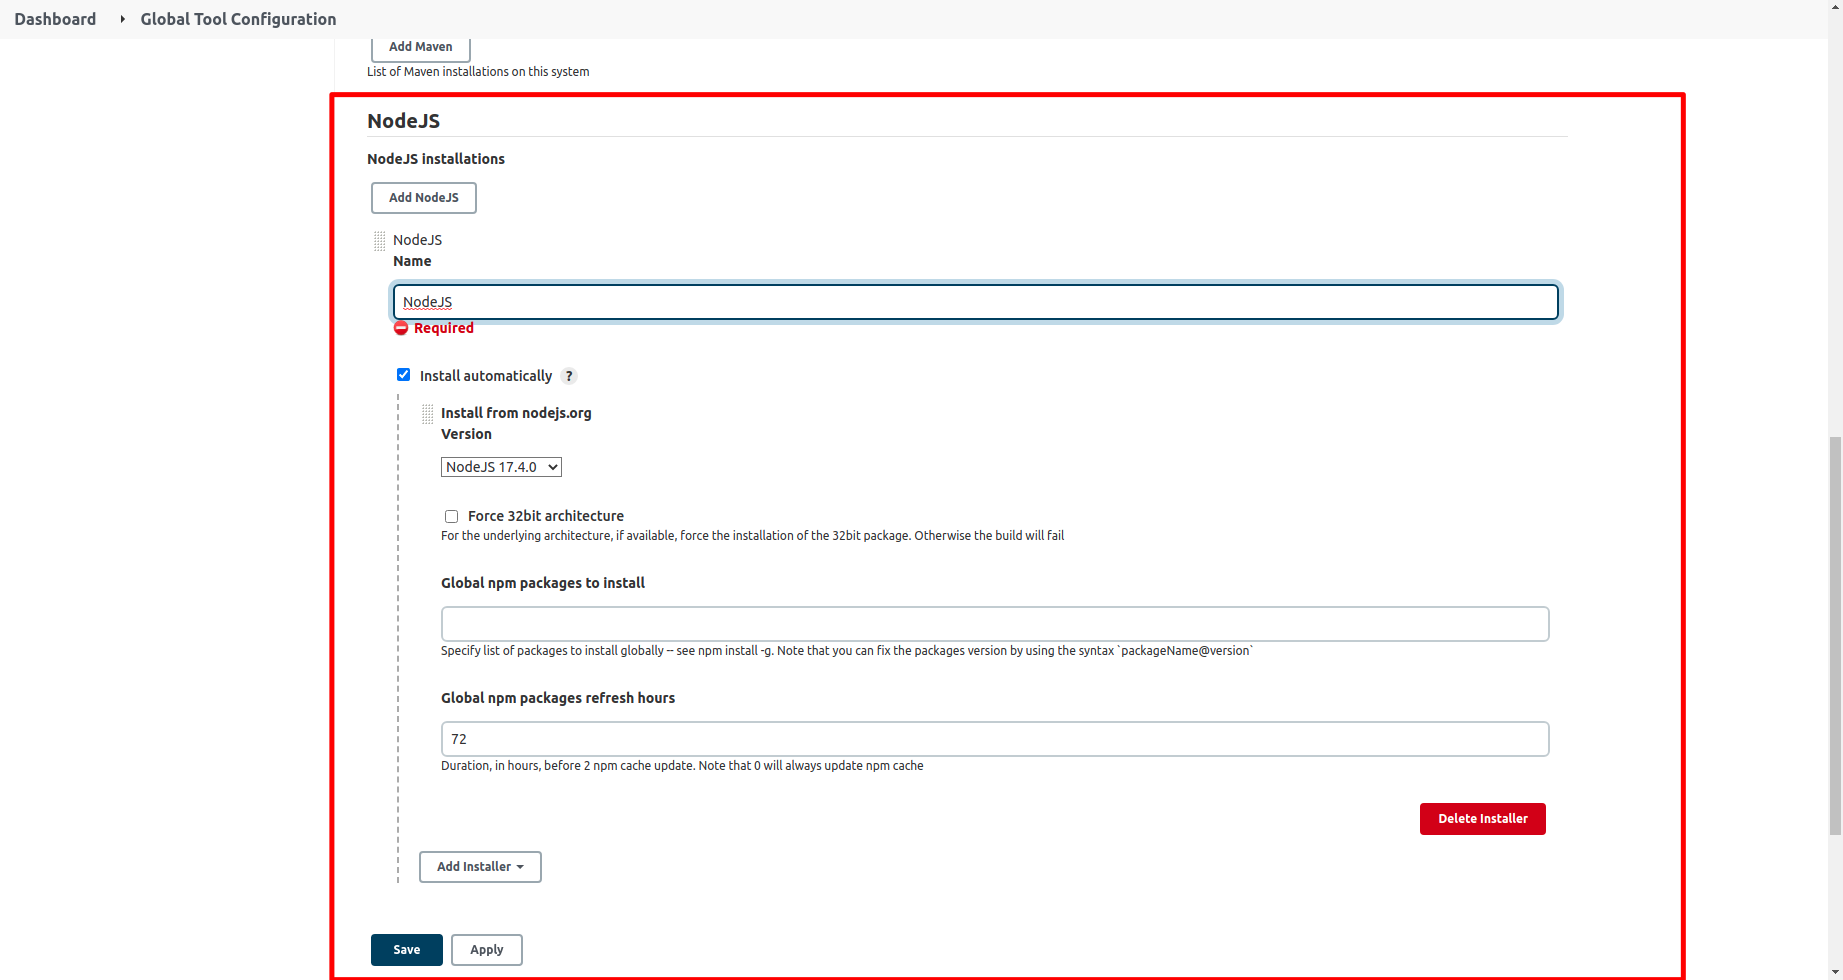 Dashboard Global Tool Configuration
Add Maven
List of Maven installations on this system
NodeJS
NodeJS installations
Add NodeJS
NodeJS
Name
NodeJS
Required
Install automatically ?
Install from nodejs.org
Version
NodeJS 17.4.0
Force 32bit architecture
For the underlying architecture, if available, force the installation of the 32bit package. Otherwise the build will fail
Global npm packages to install
Specify list of packages to install globally -- see npm install -g. Note that you can fix the packages version by using the syntax `packageName@version`
Global npm packages refresh hours
72
Duration, in hours, before 2 npm cache update. Note that 0 will always update npm cache
Delete Installer
Add Installer
Save Apply